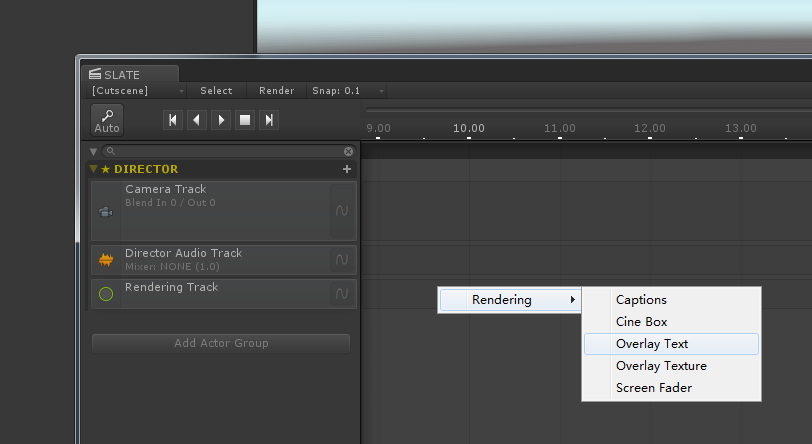 SLATE
[Cutscene] Select Render Snap: 0.1
Auto
9.00 10.00 11.00 12.00 13.00
DIRECTOR
Camera Track
Blend In 0 / Out 0
Director Audio Track
Mixer: NONE (1.0)
Rendering Track
Rendering
Captions
Cine Box
Overlay Text
Overlay Texture
Screen Fader
Add Actor Group